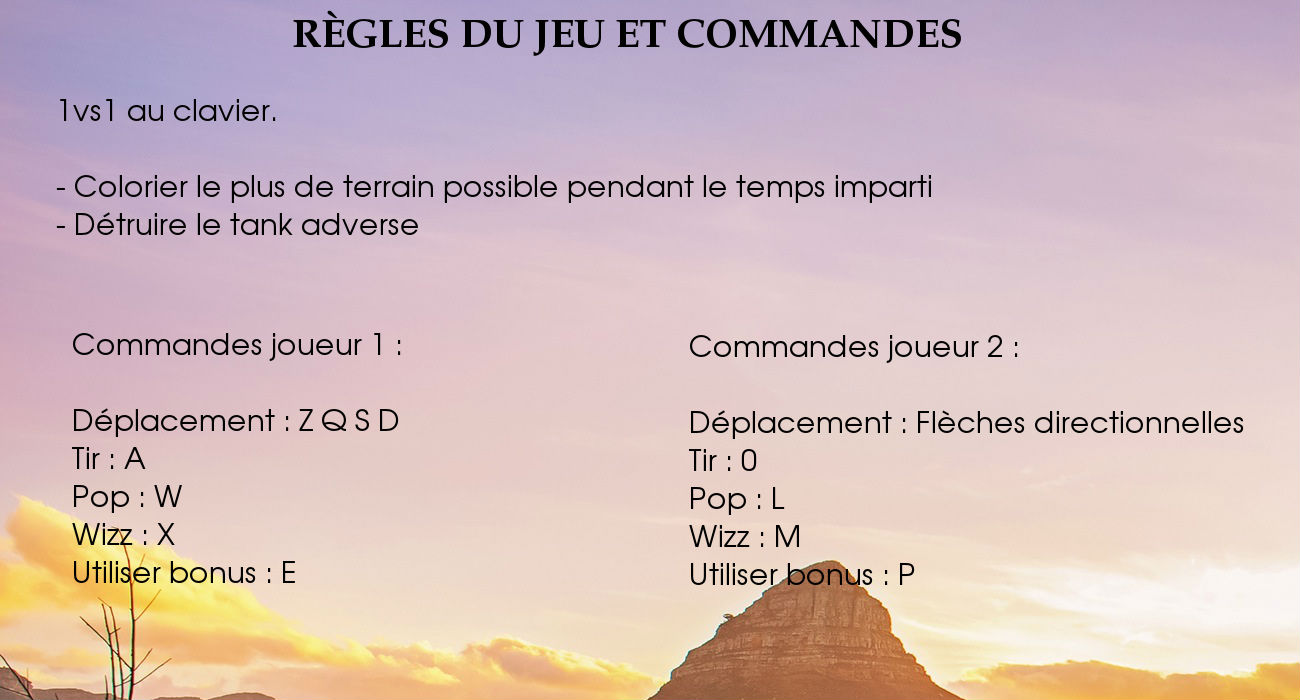 RÈGLES DU JEU ET COMMANDES
1vs1 au clavier.
- Colorier le plus de terrain possible pendant le temps imparti
- Détruire le tank adverse
Commandes joueur 1 :
Déplacement : Z Q S D
Tir : A
Pop : W
Wizz : X
Utiliser bonus : E
Commandes joueur 2 :
Déplacement : Flèches directionnelles
Tir : 0
Pop : L
Wizz : M
Utiliser bonus : P